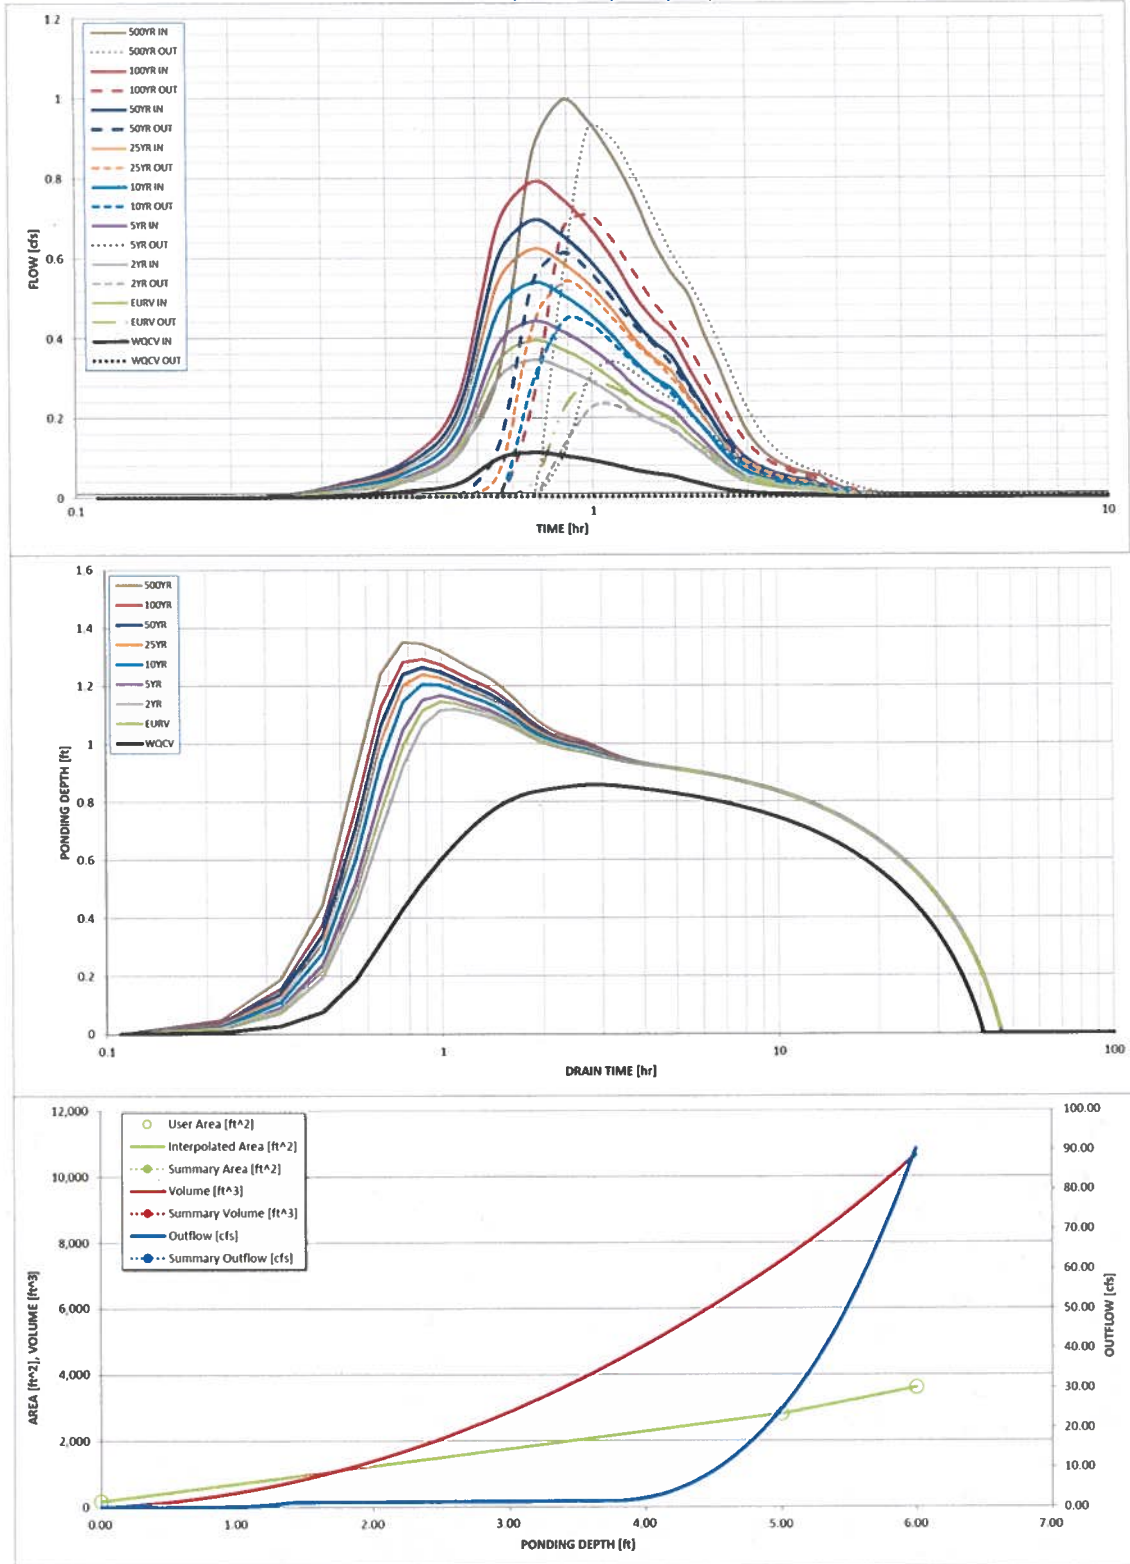 1.2
500YR IN
500YR OUT
100YR IN
100YR OUT
50YR IN
50YR OUT
25YR IN
25YR OUT
10YR IN
10YR OUT
5YR IN
5YR OUT
2YR IN
2YR OUT
EURV IN
EURV OUT
WQCV IN
WQCV OUT
1
0.8
0.6
0.4
0.2
0
FLOW [cfs]
0.1
1
10
TIME [hr]
1.6
500YR
100YR
50YR
25YR
10YR
5YR
2YR
EURV
WQCV
1.4
1.2
1
0.8
0.6
0.4
0.2
0
PONDING DEPTH [ft]
0.1
1
10
100
DRAIN TIME [hr]
12,000
User Area [ft^2]
Interpolated Area [ft^2]
Summary Area [ft^2]
Volume [ft^3]
Summary Volume [ft^3]
Outflow [cfs]
Summary Outflow [cfs]
10,000
8,000
6,000
4,000
2,000
0
AREA [ft^2], VOLUME [ft^3]
100.00
90.00
80.00
70.00
60.00
50.00
40.00
30.00
20.00
10.00
0.00
OUTFLOW [cfs]
0.00
1.00
2.00
3.00
4.00
5.00
6.00
7.00
PONDING DEPTH [ft]